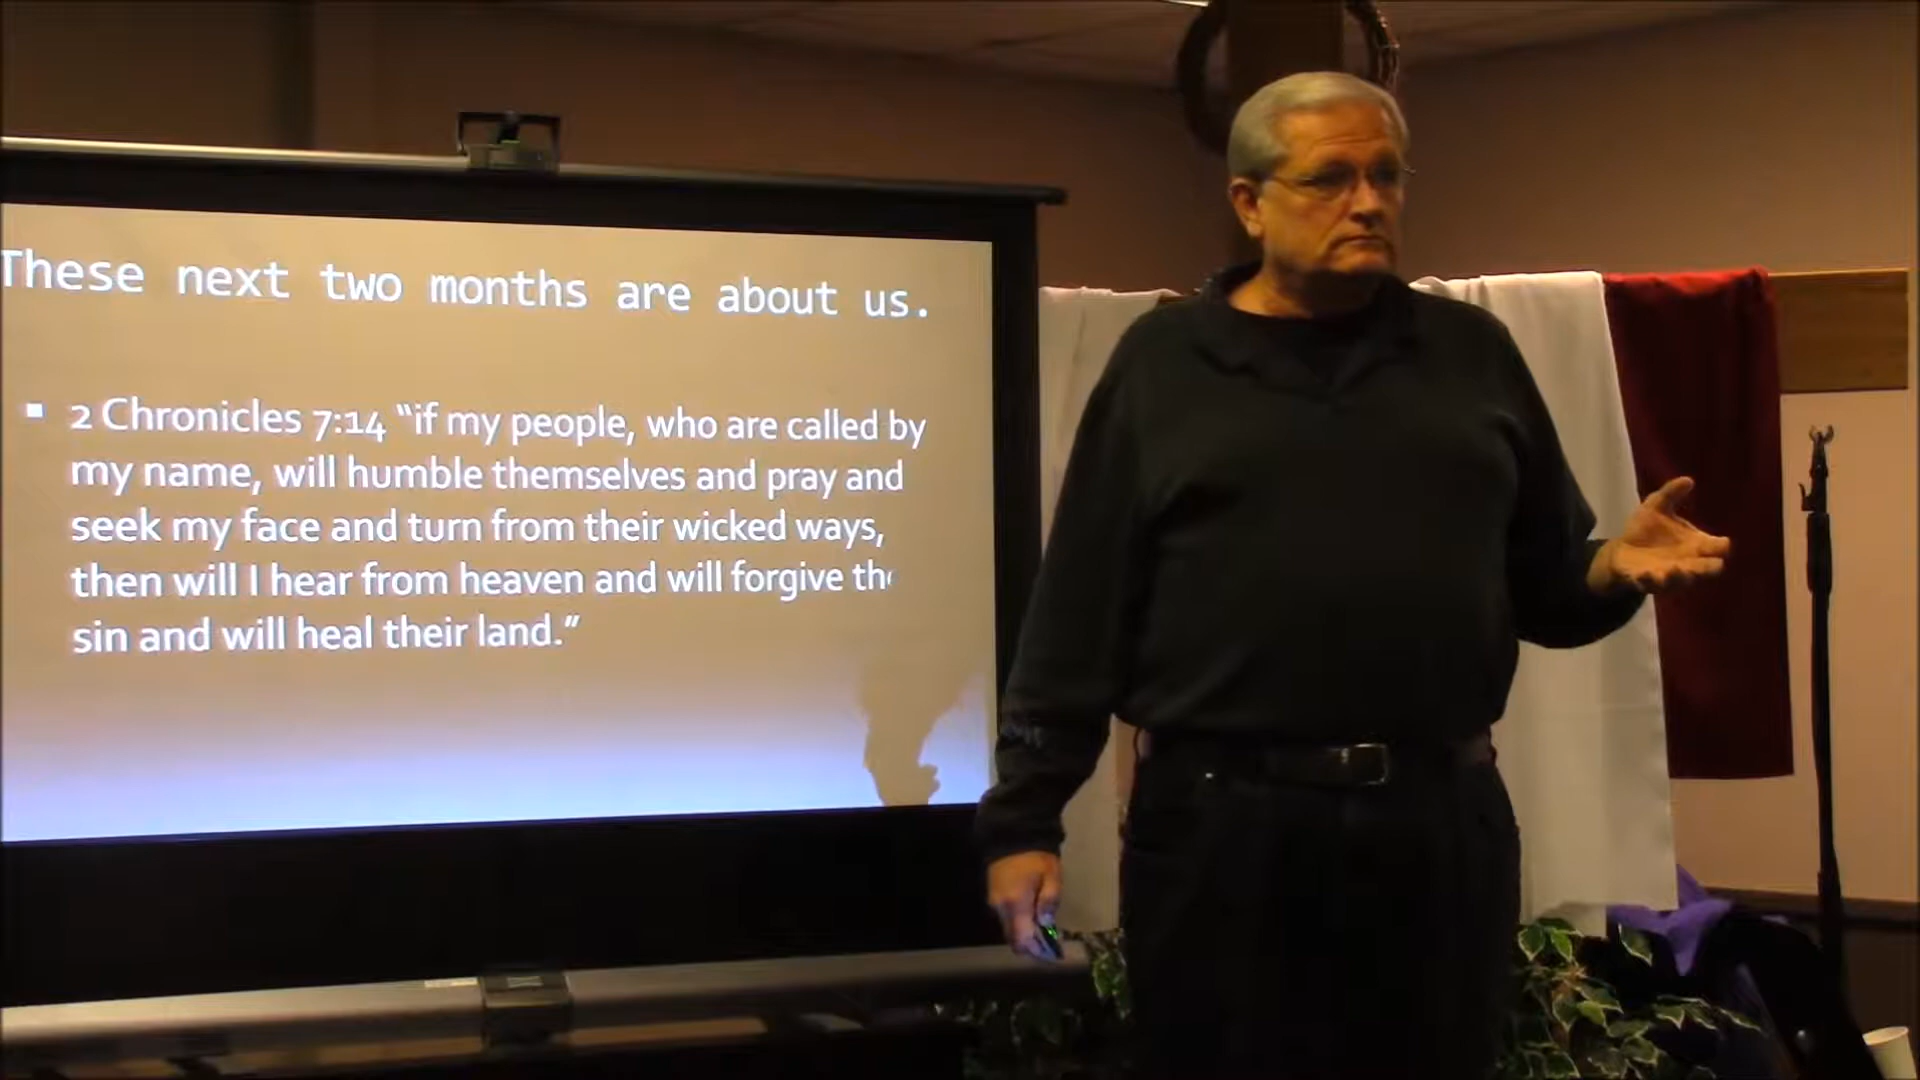 These next two months are about us.
2 Chronicles 7:14 “if my people, who are called by
my name, will humble themselves and pray and
seek my face and turn from their wicked ways,
then will I hear from heaven and will forgive
sin and will heal their land.”